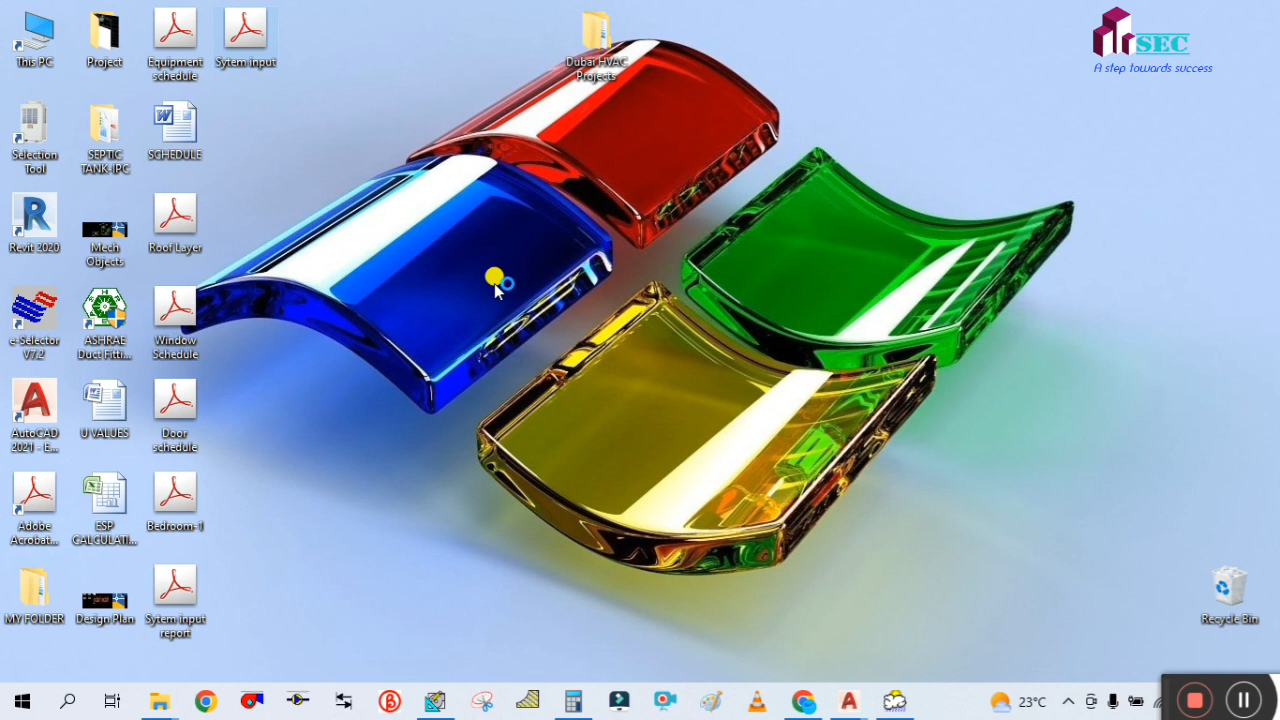 This PC
Project
Equipment
schedule
Sytem input
Dubai HVAC
Projects
SEC
A step towards success
Selection
Tool
SEPTIC
TANK-IPC
SCHEDULE
Revit 2020
Mech
Objects
Roof Layer
e-Selector
V7.2
ASHRAE
Duct Fitti...
Window
Schedule
AutoCAD
2021 - E...
U VALUES
Door
schedule
Adobe
Acrobat...
ESP
CALCULATI...
Bedroom-1
MY FOLDER
Design Plan
Sytem input
report
Recycle Bin
23°C